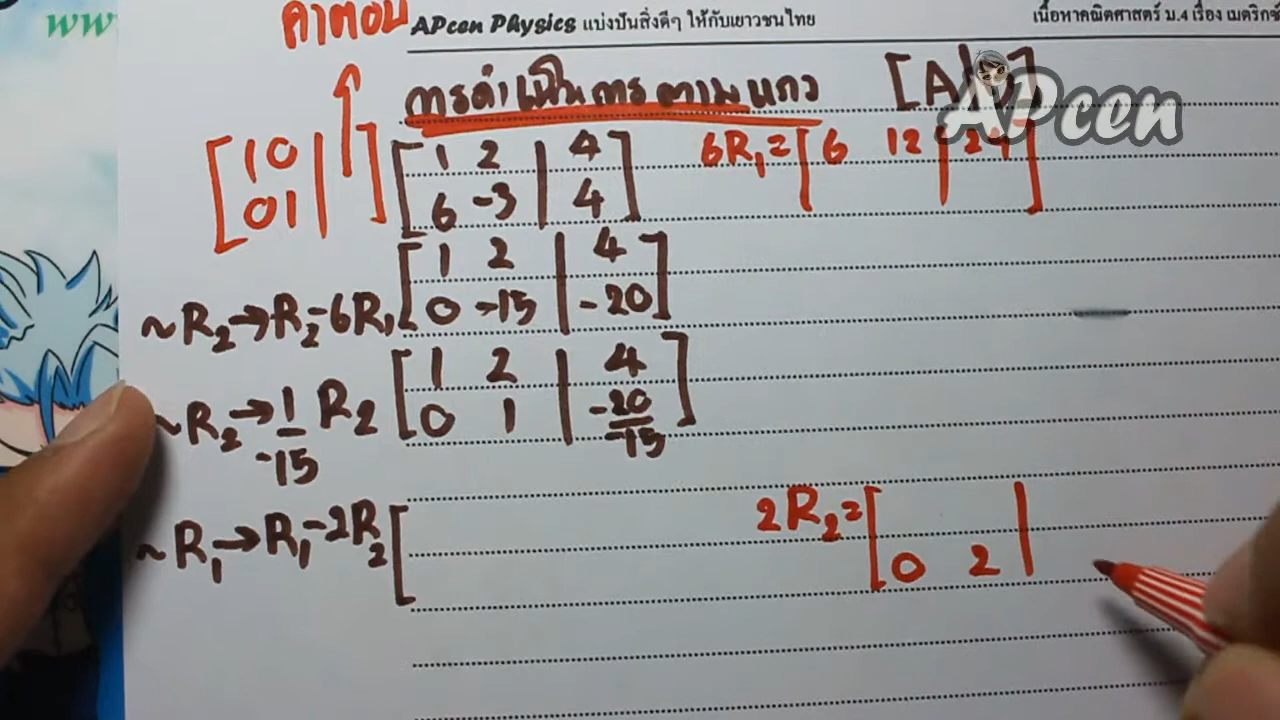 www
คำตอบ
APcen Physics แบ่งปันสิ่งดีๆ ให้กับเยาวชนไทย
เนื้อหาคณิตศาสตร์ ม.4 เรื่อง เมตริกซ์
การดำเนินการตามแถว [A|b]
APcen
[1 0 | ]
[0 1 | ]
[1 2 | 4]
[6 -3 | 4]
6R₁= [6 12 | 24]
[1 2 | 4]
~R₂→R₂-6R₁ [0 -15 | -20]
[1 2 | 4]
~R₂→1/-15 R₂ [0 1 | -20/-15]
~R₁→R₁-2R₂ [
2R₂= [0 2 |